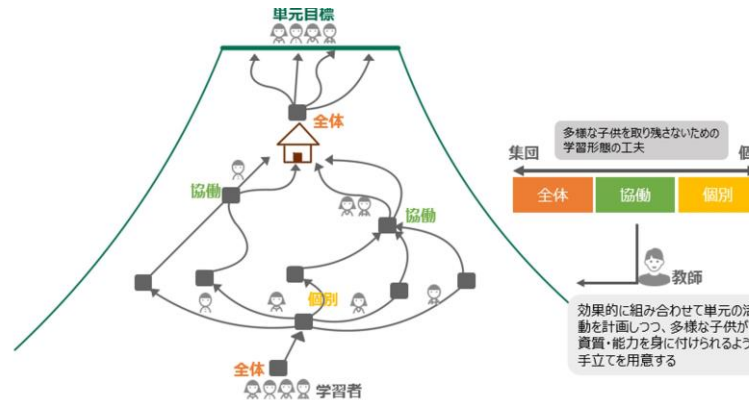 単元目標
全体
協働
協働
個別
全体
学習者
多様な子供を取り残さないための
学習形態の工夫
集団
個
全体
協働
個別
教師
効果的に組み合わせて単元の活
動を計画しつつ、多様な子供が
資質・能力を身に付けられるよう
手立てを用意する